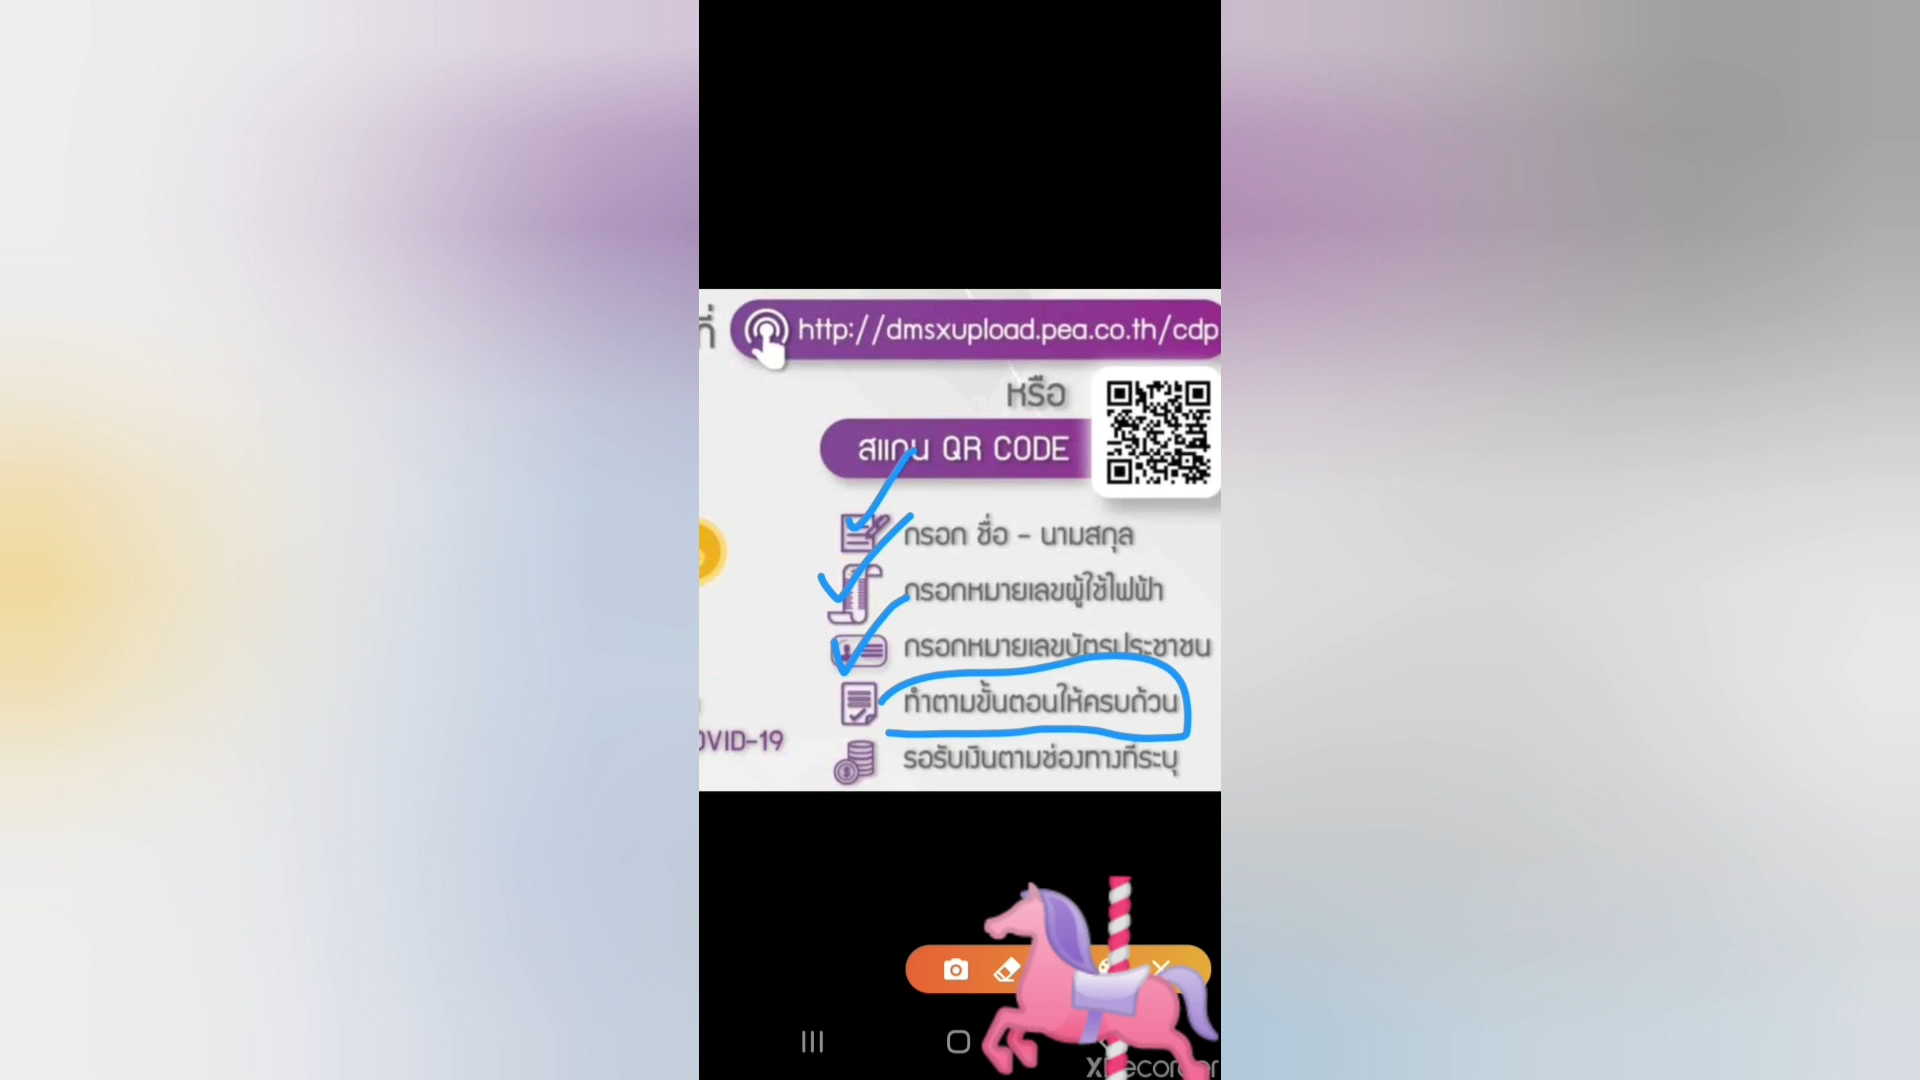 ที่ http://dmsxupload.pea.co.th/cdp
หรือ
สแกน QR CODE
กรอก ชื่อ - นามสกุล
กรอกหมายเลขผู้ใช้ไฟฟ้า
กรอกหมายเลขบัตรประชาชน
ทำตามขั้นตอนให้ครบถ้วน
OVID-19
รอรับเงินตามช่องทางที่ระบุ
XRecorder